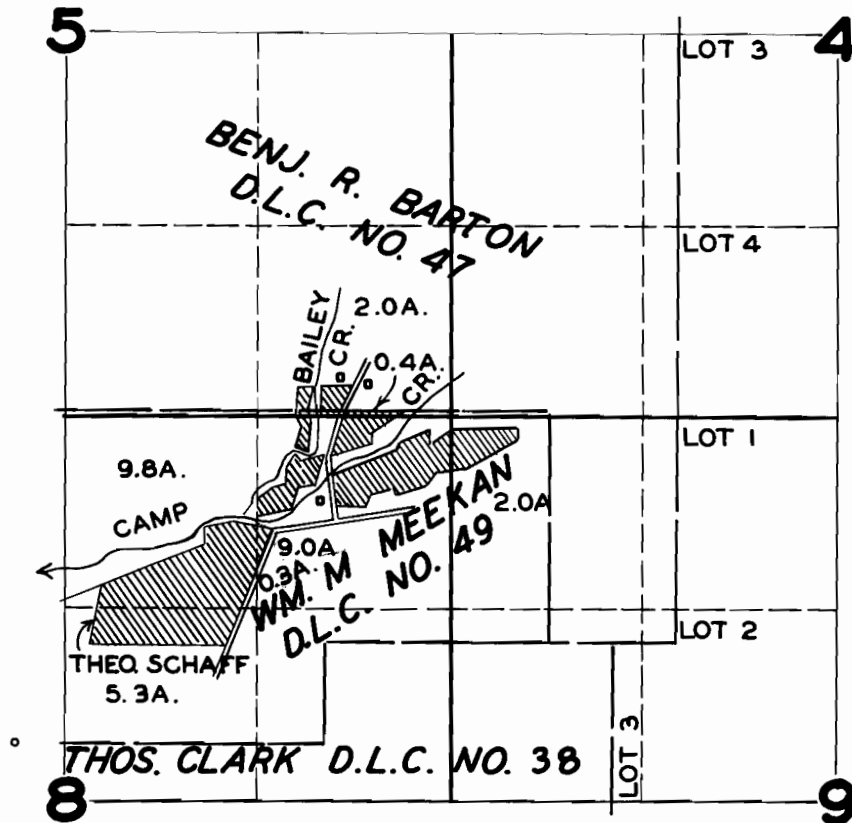 5
4
LOT 3
BENJ. R. BARTON
D.L.C. NO. 47
LOT 4
BAILEY
CR.
2.0A.
0.4A.
CR.
LOT 1
9.8A.
CAMP
2.0A
9.0A.
0.3A.
WM. M MEEKAN
D.L.C. NO. 49
LOT 2
THEO. SCHAFF
5.3A.
LOT 3
THOS. CLARK D.L.C. NO. 38
8
9